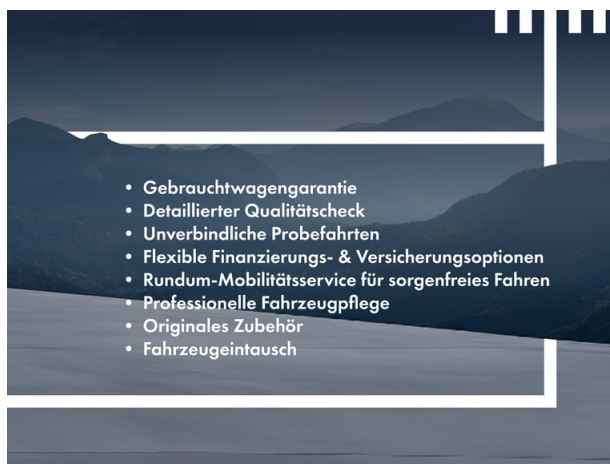 • Gebrauchtwagengarantie
• Detaillierter Qualitätscheck
• Unverbindliche Probefahrten
• Flexible Finanzierungs- & Versicherungsoptionen
• Rundum-Mobilitätsservice für sorgenfreies Fahren
• Professionelle Fahrzeugpflege
• Originales Zubehör
• Fahrzeugeintausch